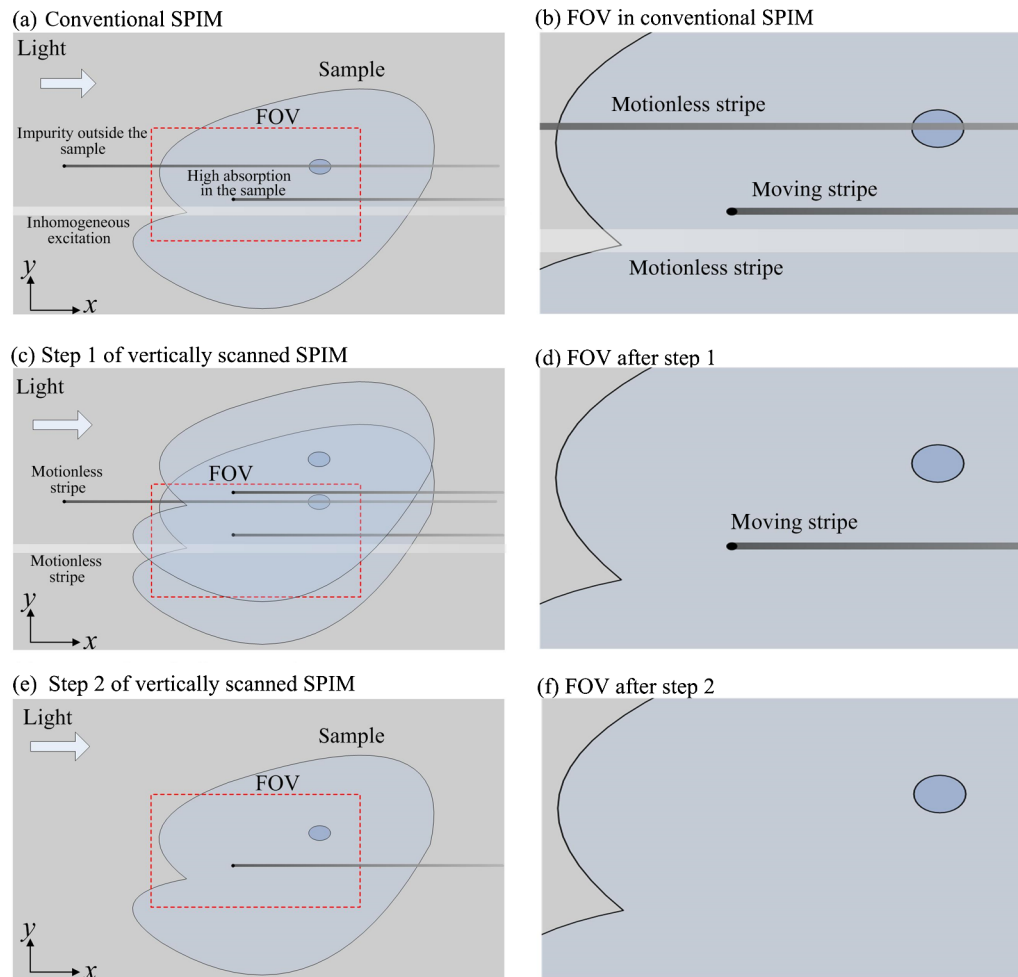 (a) Conventional SPIM
Light
Sample
FOV
Impurity outside the
sample
High absorption
in the sample
Inhomogeneous
excitation
y
x
(b) FOV in conventional SPIM
Motionless stripe
Moving stripe
Motionless stripe
(c) Step 1 of vertically scanned SPIM
Light
Motionless
stripe
FOV
Motionless
stripe
y
x
(d) FOV after step 1
Moving stripe
(e) Step 2 of vertically scanned SPIM
Light
Sample
FOV
y
x
(f) FOV after step 2